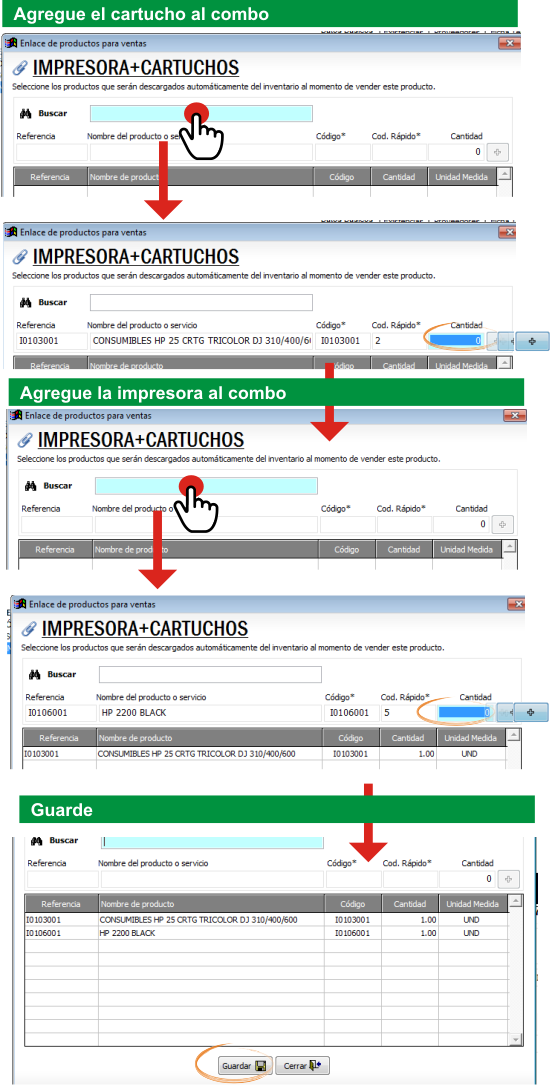 Agregue el cartucho al combo
Enlace de productos para ventas
IMPRESORA+CARTUCHOS
Seleccione los productos que serán descargados automáticamente del inventario al momento de vender este producto.
Buscar
Referencia Nombre del producto o Código* Cod. Rápido* Cantidad
0
Referencia Nombre de product Código Cantidad Unidad Medida
Enlace de productos para ventas
IMPRESORA+CARTUCHOS
Seleccione los productos que serán descargados automáticamente del inventario al momento de vender este producto.
Buscar
Referencia Nombre del producto o servicio Código* Cod. Rápido* Cantidad
I0103001 CONSUMIBLES HP 25 CRTG TRICOLOR DJ 310/400/6 I0103001 2 0
Referencia Nombre de producto Código Cantidad Unidad Medida
Agregue la impresora al combo
Enlace de productos para ventas
IMPRESORA+CARTUCHOS
Seleccione los productos que serán descargados automáticamente del inventario al momento de vender este producto.
Buscar
Referencia Nombre del producto Código* Cod. Rápido* Cantidad
0
Referencia Nombre de producto Código Cantidad Unidad Medida
Enlace de productos para ventas
IMPRESORA+CARTUCHOS
Seleccione los productos que serán descargados automáticamente del inventario al momento de vender este producto.
Buscar
Referencia Nombre del producto o servicio Código* Cod. Rápido* Cantidad
I0106001 HP 2200 BLACK I0106001 5 0
Referencia Nombre de producto Código Cantidad Unidad Medida
I0103001 CONSUMIBLES HP 25 CRTG TRICOLOR DJ 310/400/600 I0103001 1.00 UND
Guarde
Buscar
Referencia Nombre del producto o servicio Código* Cod. Rápido* Cantidad
0
Referencia Nombre de producto Código Cantidad Unidad Medida
I0103001 CONSUMIBLES HP 25 CRTG TRICOLOR DJ 310/400/600 I0103001 1.00 UND
I0106001 HP 2200 BLACK I0106001 1.00 UND
Guardar Cerrar